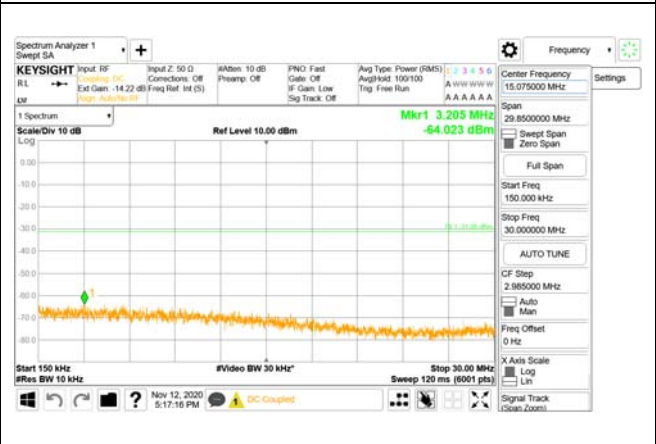 Spectrum Analyzer 1
Swept SA
+
Frequency
KEYSIGHT
RL
Input: RF
Coupling: DC
Ext Gain: -14.22 dB
Align: Auto/No RF
Input Z: 50 Ω
Corrections: Off
Freq Ref: Int (S)
#Atten: 10 dB
Preamp: Off
PNO: Fast
Gate: Off
IF Gain: Low
Sig Track: Off
Avg Type: Power (RMS)
Avg|Hold: 100/100
Trig: Free Run
1 2 3 4 5 6
A W W W W W
A A A A A A
1 Spectrum
Scale/Div 10 dB
Log
Ref Level 10.00 dBm
Mkr1 3.205 MHz
-64.023 dBm
0.00
-10.0
-20.0
-30.0
-40.0
-50.0
-60.0
-70.0
-80.0
1
Start 150 kHz
#Res BW 10 kHz
#Video BW 30 kHz*
Stop 30.00 MHz
Sweep 120 ms (6001 pts)
Nov 12, 2020
5:17:16 PM
?
1
DC Coupled
Center Frequency
15.075000 MHz
Settings
Span
29.8500000 MHz
Swept Span
Zero Span
Full Span
Start Freq
150.000 kHz
Stop Freq
30.000000 MHz
AUTO TUNE
CF Step
2.985000 MHz
Auto
Man
Freq Offset
0 Hz
X Axis Scale
Log
Lin
Signal Track
(Span Zoom)